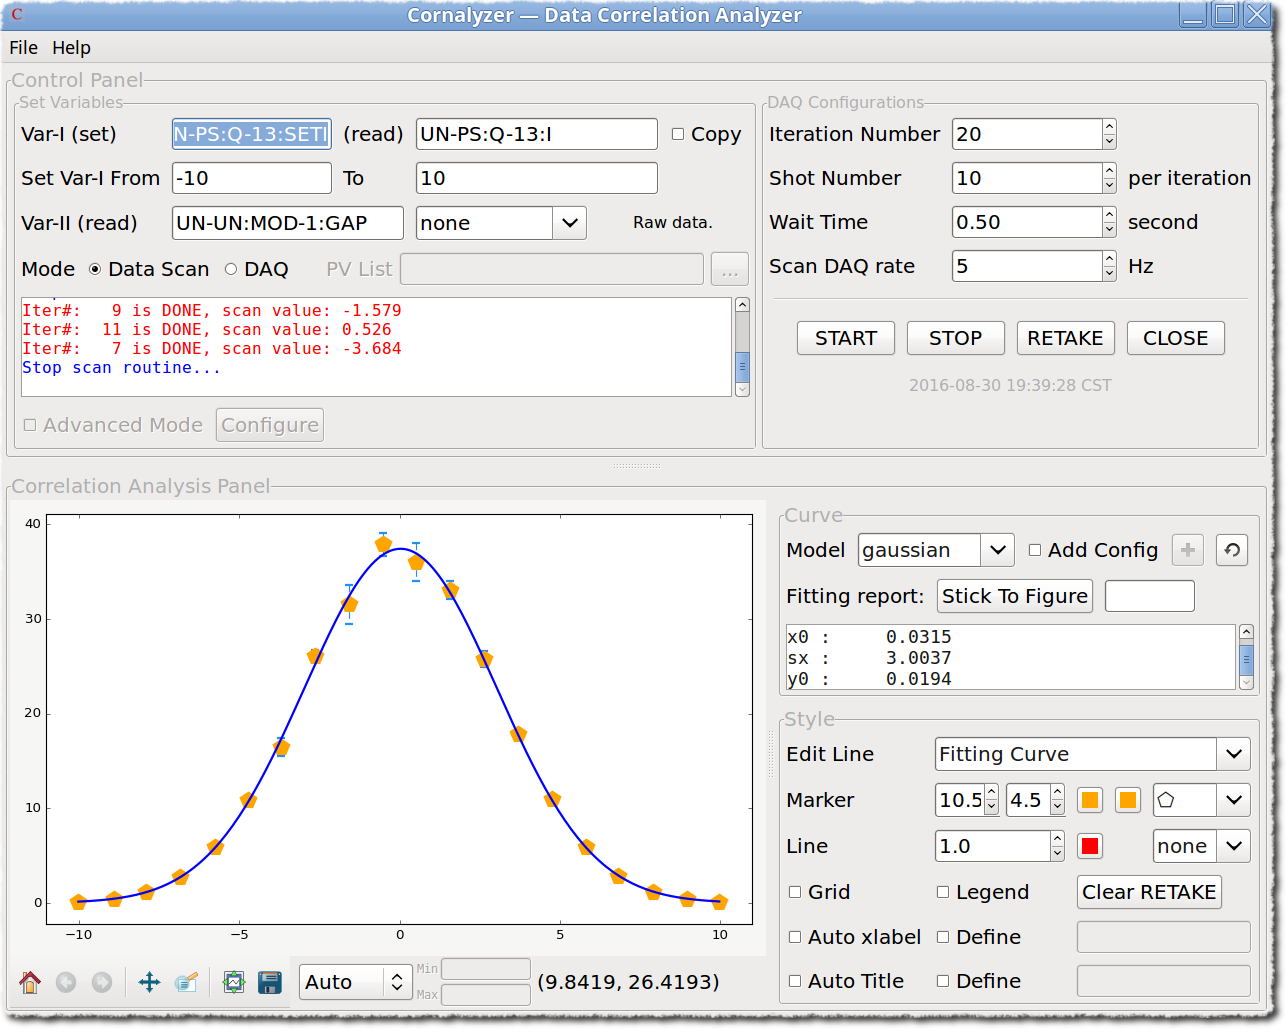 C Cornalyzer — Data Correlation Analyzer
File Help
Control Panel
Set Variables
Var-I (set) N-PS:Q-13:SETI (read) UN-PS:Q-13:I Copy
Set Var-I From -10 To 10
Var-II (read) UN-UN:MOD-1:GAP none Raw data.
Mode Data Scan DAQ PV List ...
Iter#: 9 is DONE, scan value: -1.579
Iter#: 11 is DONE, scan value: 0.526
Iter#: 7 is DONE, scan value: -3.684
Stop scan routine...
Advanced Mode Configure
DAQ Configurations
Iteration Number 20
Shot Number 10 per iteration
Wait Time 0.50 second
Scan DAQ rate 5 Hz
START STOP RETAKE CLOSE
2016-08-30 19:39:28 CST
Correlation Analysis Panel
40
30
20
10
0
−10 −5 0 5 10
Auto Min Max (9.8419, 26.4193)
Curve
Model gaussian Add Config
Fitting report: Stick To Figure
x0 : 0.0315
sx : 3.0037
y0 : 0.0194
Style
Edit Line Fitting Curve
Marker 10.5 4.5
Line 1.0 none
Grid Legend Clear RETAKE
Auto xlabel Define
Auto Title Define